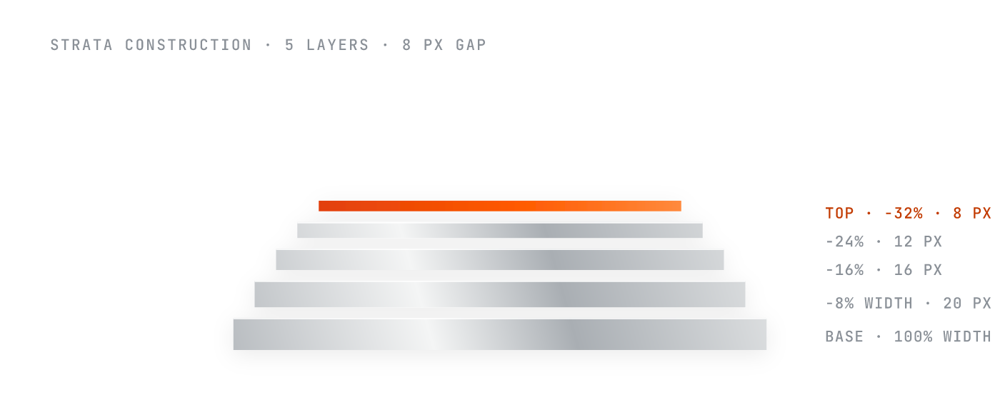 STRATA CONSTRUCTION · 5 LAYERS · 8 PX GAP
TOP · -32% · 8 PX
-24% · 12 PX
-16% · 16 PX
-8% WIDTH · 20 PX
BASE · 100% WIDTH